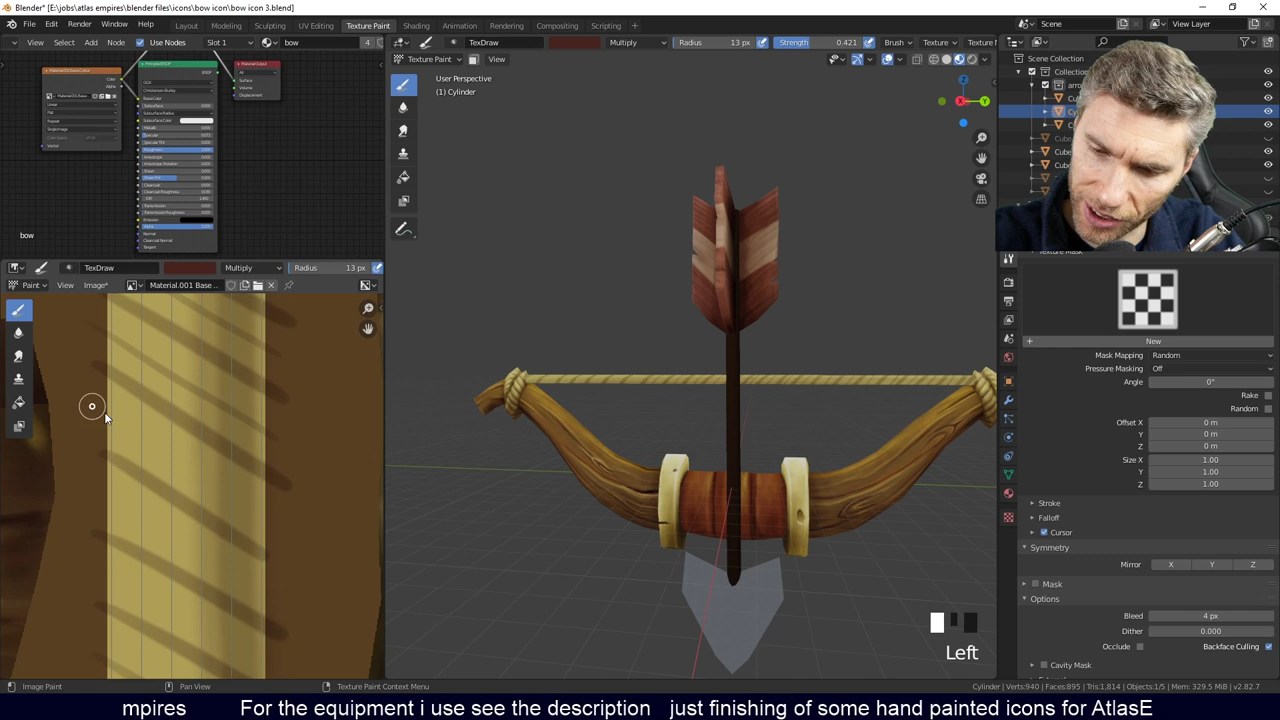 Blender* [E:\jobs\atlas empires\blender files\icons\bow icon\bow icon 3.blend]
File Edit Render Window Help Layout Modeling Sculpting UV Editing Texture Paint Shading Animation Rendering Compositing Scripting Scene View Layer
View Select Add Node Use Nodes Slot 1 bow 4 TexDraw Multiply Radius 13 px Strength 0.421 Brush Texture
Texture Paint View
User Perspective
(1) Cylinder
Scene Collection
bow
TexDraw Multiply Radius 13 px
Paint View Image* Material.001 Base ...
New
Mask Mapping Random
Pressure Masking Off
Angle 0°
Rake
Random
Offset X 0 m
Y 0 m
Z 0 m
Size X 1.00
Y 1.00
Z 1.00
Stroke
Falloff
Cursor
Symmetry
Mirror X Y Z
Mask
Options
Bleed 4 px
Dither 0.000
Occlude Backface Culling
Cavity Mask
Left
Image Paint Pan View Texture Paint Context Menu Cylinder | Verts:940 | Faces:895 | Tris:1,814 | Objects:1/5 | Mem: 329.5 MiB | v2.82.7
mpires For the equipment i use see the description just finishing of some hand painted icons for AtlasE